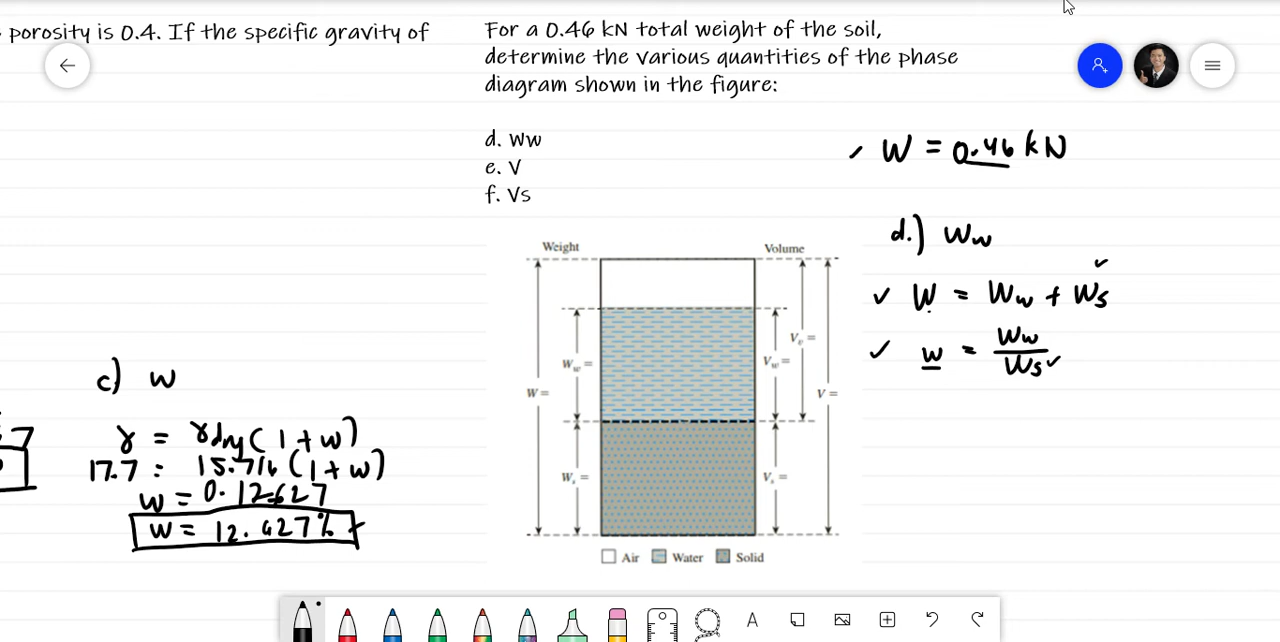 porosity is 0.4. If the specific gravity of
For a 0.46 kN total weight of the soil,
determine the various quantities of the phase
diagram shown in the figure:
d. Ww
e. V
f. Vs
W = 0.46 kN
d.) Ww
W = Ww + Ws
w = Ww / Ws
c) w
γ = γdry (1 + w)
17.7 = 15.716 (1 + w)
w = 0.12627
w = 12.627%
7
Weight
Volume
Ww =
Vw =
Vv =
W =
V =
Ws =
Vs =
Air Water Solid
A